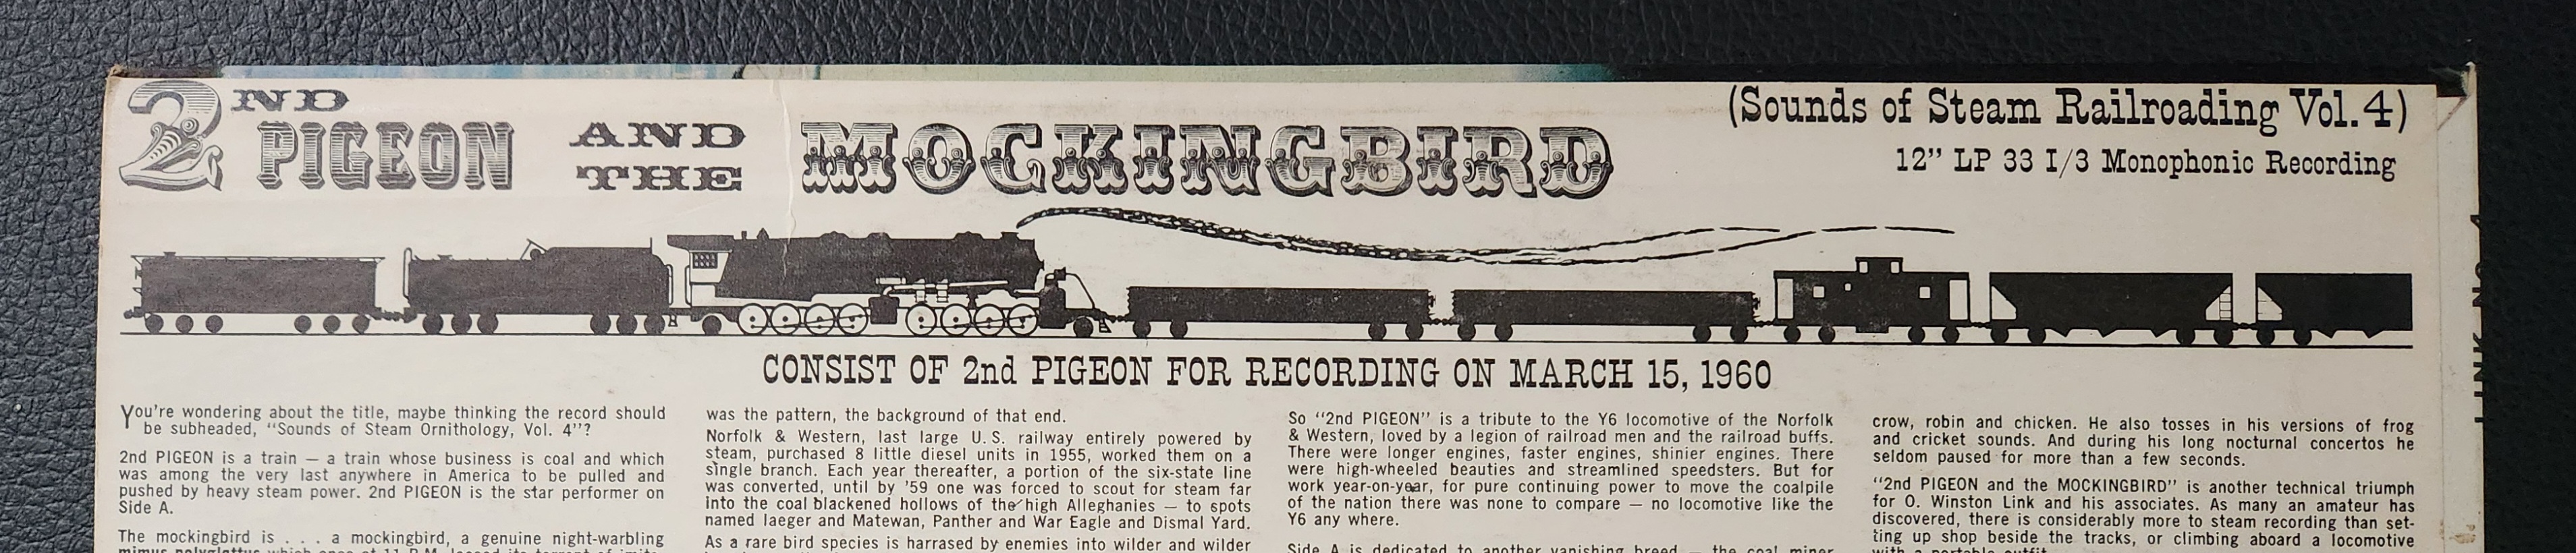 2ND PIGEON AND THE MOCKINGBIRD
(Sounds of Steam Railroading Vol. 4)
12” LP 33 1/3 Monophonic Recording
CONSIST OF 2nd PIGEON FOR RECORDING ON MARCH 15, 1960
You're wondering about the title, maybe thinking the record should
be subheaded, “Sounds of Steam Ornithology, Vol. 4”?
2nd PIGEON is a train — a train whose business is coal and which
was among the very last anywhere in America to be pulled and
pushed by heavy steam power. 2nd PIGEON is the star performer on
Side A.
The mockingbird is . . . a mockingbird, a genuine night-warbling
was the pattern, the background of that end.
Norfolk & Western, last large U.S. railway entirely powered by
steam, purchased 8 little diesel units in 1955, worked them on a
single branch. Each year thereafter, a portion of the six-state line
was converted, until by '59 one was forced to scout for steam far
into the coal blackened hollows of the high Alleghanies — to spots
named Iaeger and Matewan, Panther and War Eagle and Dismal Yard.
As a rare bird species is harrased by enemies into wilder and wilder
So “2nd PIGEON” is a tribute to the Y6 locomotive of the Norfolk
& Western, loved by a legion of railroad men and the railroad buffs.
There were longer engines, faster engines, shinier engines. There
were high-wheeled beauties and streamlined speedsters. But for
work year-on-year, for pure continuing power to move the coalpile
of the nation there was none to compare — no locomotive like the
Y6 any where.
Side A is dedicated to another vanishing breed — the coal miner
crow, robin and chicken. He also tosses in his versions of frog
and cricket sounds. And during his long nocturnal concertos he
seldom paused for more than a few seconds.
“2nd PIGEON and the MOCKINGBIRD” is another technical triumph
for O. Winston Link and his associates. As many an amateur has
discovered, there is considerably more to steam recording than set-
ting up shop beside the tracks, or climbing aboard a locomotive